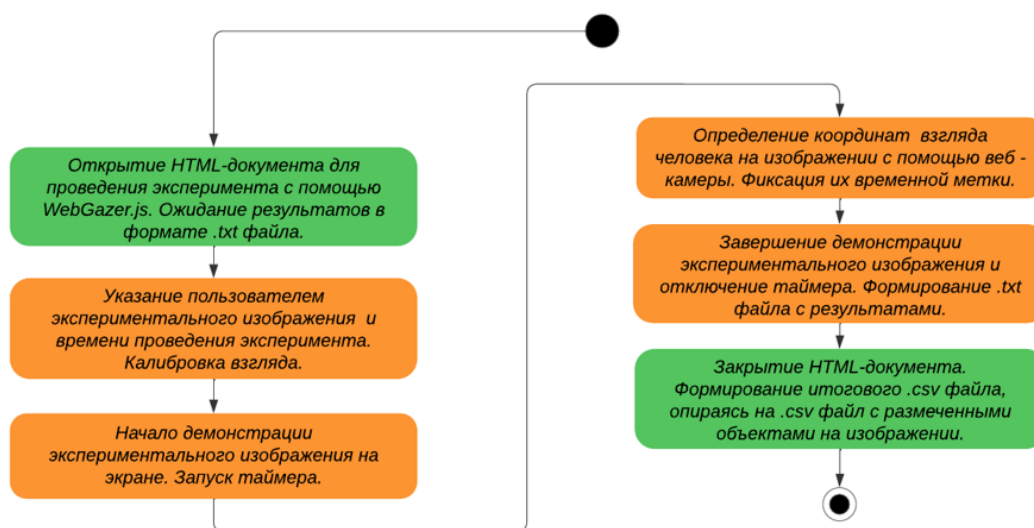 Открытие HTML-документа для
проведения эксперимента с помощью
WebGazer.js. Ожидание результатов в
формате .txt файла.
Указание пользователем
экспериментального изображения и
времени проведения эксперимента.
Калибровка взгляда.
Начало демонстрации
экспериментального изображения на
экране. Запуск таймера.
Определение координат взгляда
человека на изображении с помощью веб -
камеры. Фиксация их временной метки.
Завершение демонстрации
экспериментального изображения и
отключение таймера. Формирование .txt
файла с результатами.
Закрытие HTML-документа.
Формирование итогового .csv файла,
опираясь на .csv файл с размеченными
объектами на изображении.